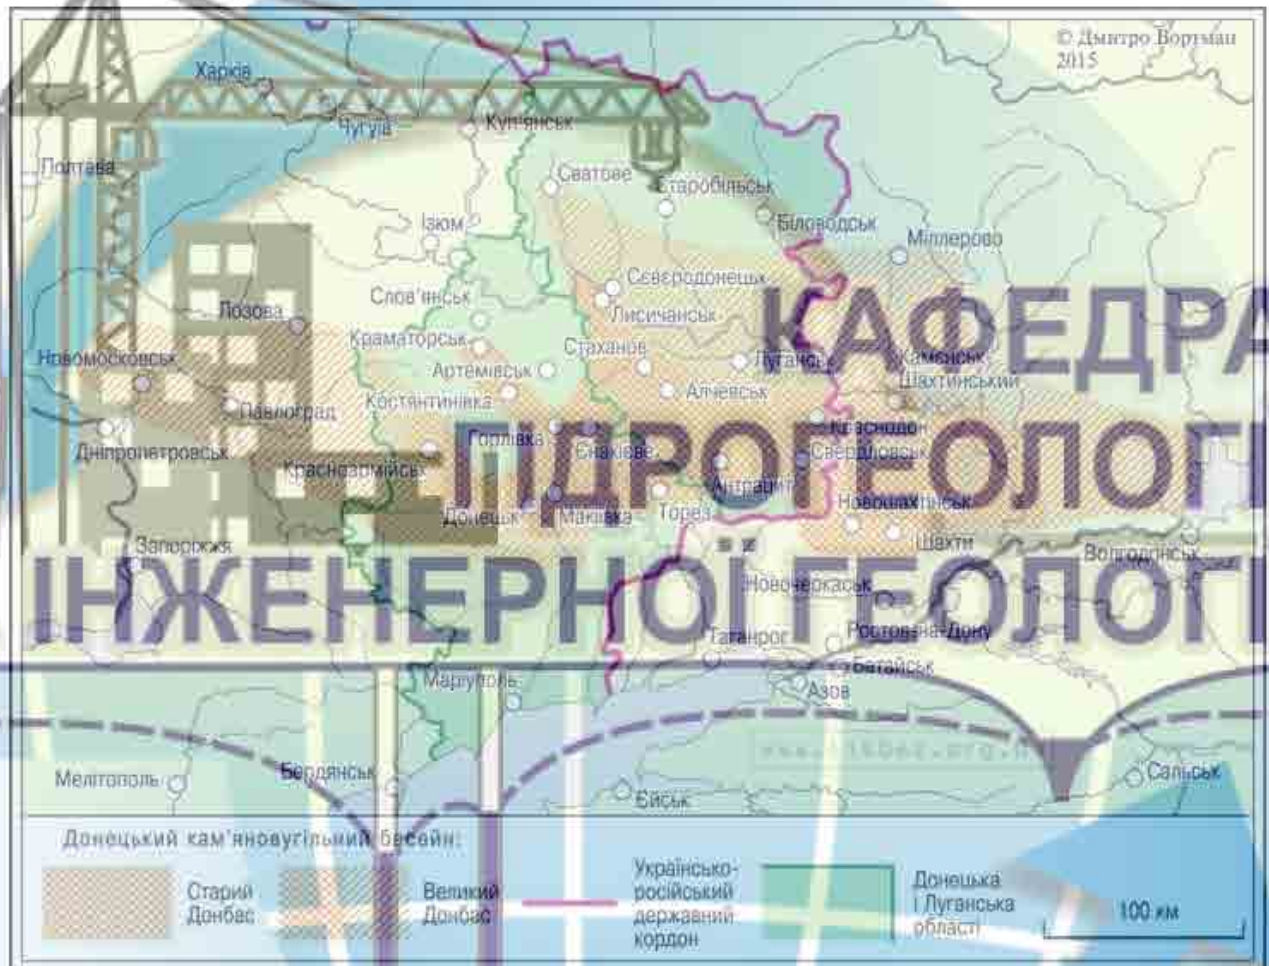 © Дмитро Вортман
2015
Харків
Чугуїв
Куп'янськ
Полтава
Сватове
Старобільськ
Ізюм
Біловодськ
Міллерово
Сєвєродонецьк
Слов'янськ
Лисичанськ
Лозова
КАФЕДРА
Краматорськ
Стаханов
Новомосковськ
Луганськ
Каменськ
Шахтинський
Артемівськ
Костянтинівка
Алчевськ
Павлоград
Краснодон
ГІДРОГЕОЛОГІ
Горлівка
Єнакієве
Дніпропетровськ
Свердловськ
Красноармійськ
Антрацит
Новошахтинськ
Донецьк
Макіївка
Торез
Шахти
Запоріжжя
Волгодонськ
ІНЖЕНЕРНОЇ ГЕОЛОГІ
Новочеркаськ
Таганрог
Ростов-на-Дону
Батайськ
Маріуполь
Азов
Мелітополь
Бердянськ
Єйськ
Сальськ
Донецький кам'яновугільний басейн:
Старий
Донбас
Великий
Донбас
Українсько-
російський
державний
кордон
Донецька
і Луганська
області
100 км